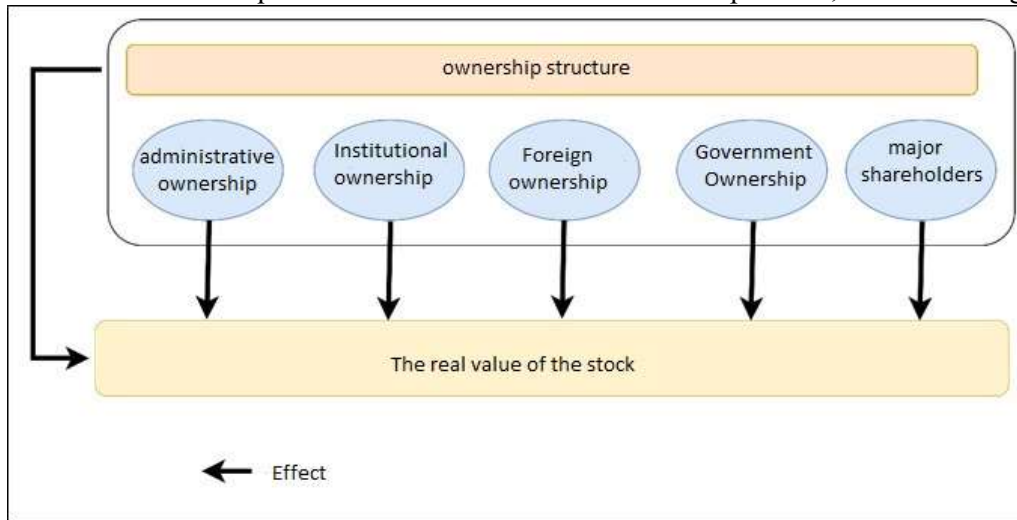 ownership structure
administrative
ownership
Institutional
ownership
Foreign
ownership
Government
Ownership
major
shareholders
The real value of the stock
Effect